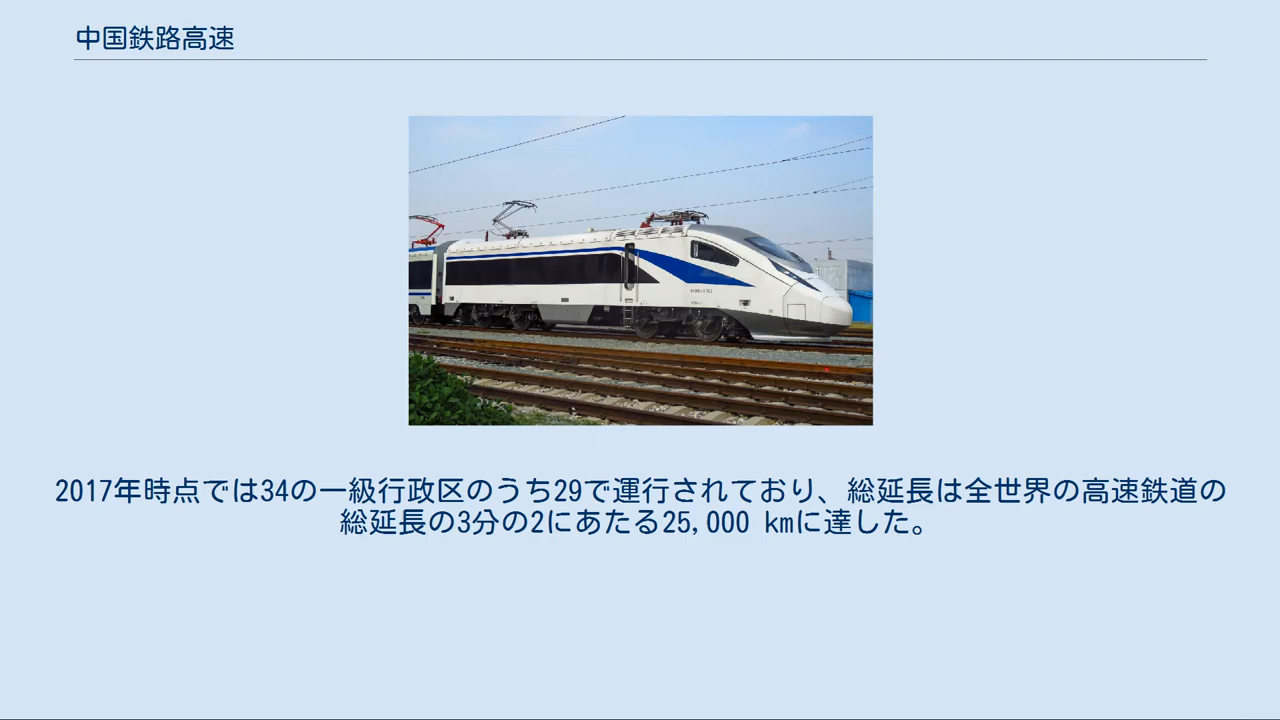 中国鉄路高速
2017年時点では34の一級行政区のうち29で運行されており、総延長は全世界の高速鉄道の
総延長の3分の2にあたる25,000 kmに達した。